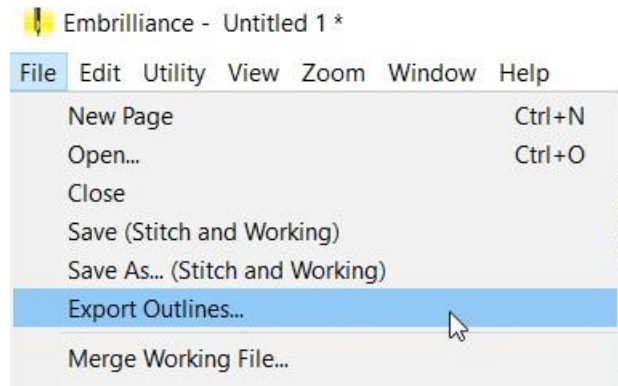 Embrilliance - Untitled 1 *
File Edit Utility View Zoom Window Help
New Page Ctrl+N
Open... Ctrl+O
Close
Save (Stitch and Working)
Save As... (Stitch and Working)
Export Outlines...
Merge Working File...